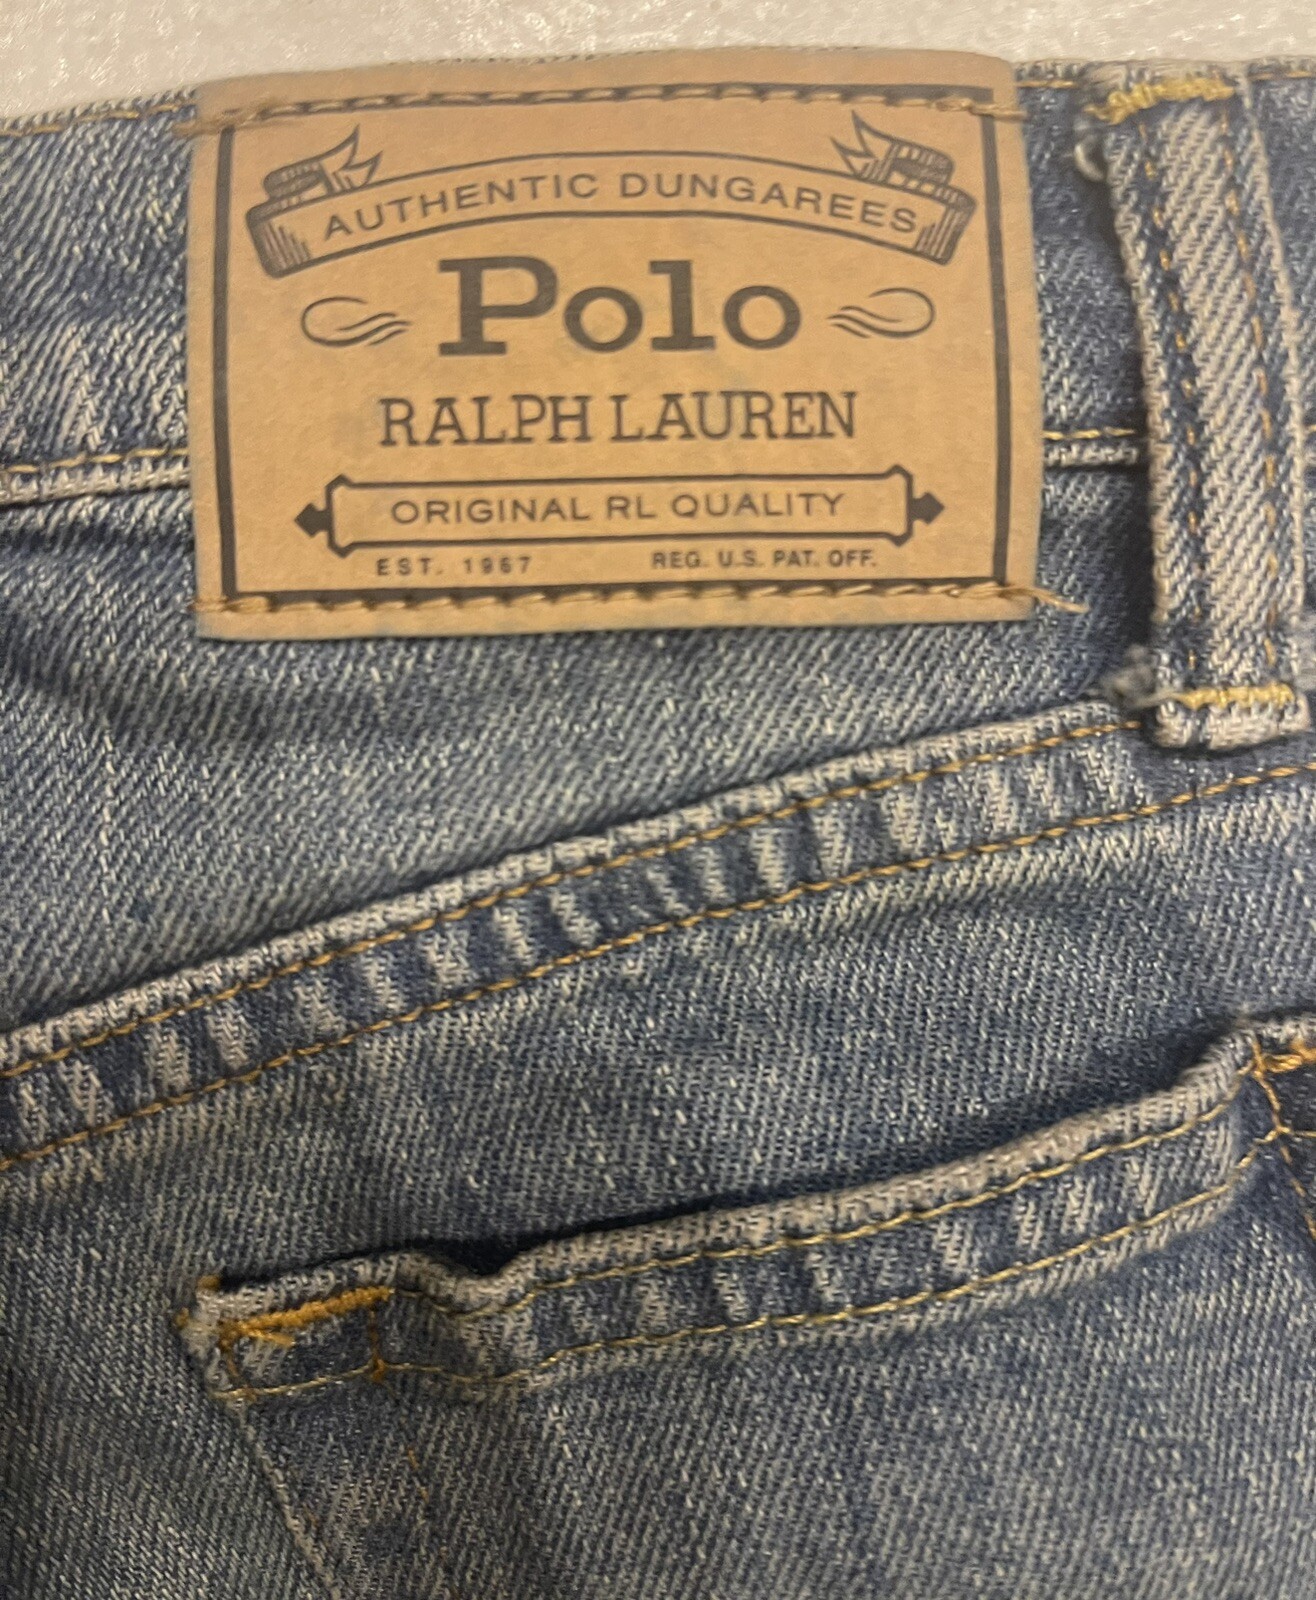 AUTHENTIC DUNGAREES
Polo
RALPH LAUREN
ORIGINAL RL QUALITY
EST. 1967 REG. U.S. PAT. OFF.